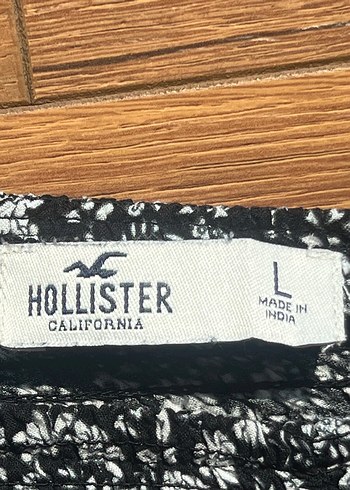 HOLLISTER
CALIFORNIA
L
MADE IN
INDIA